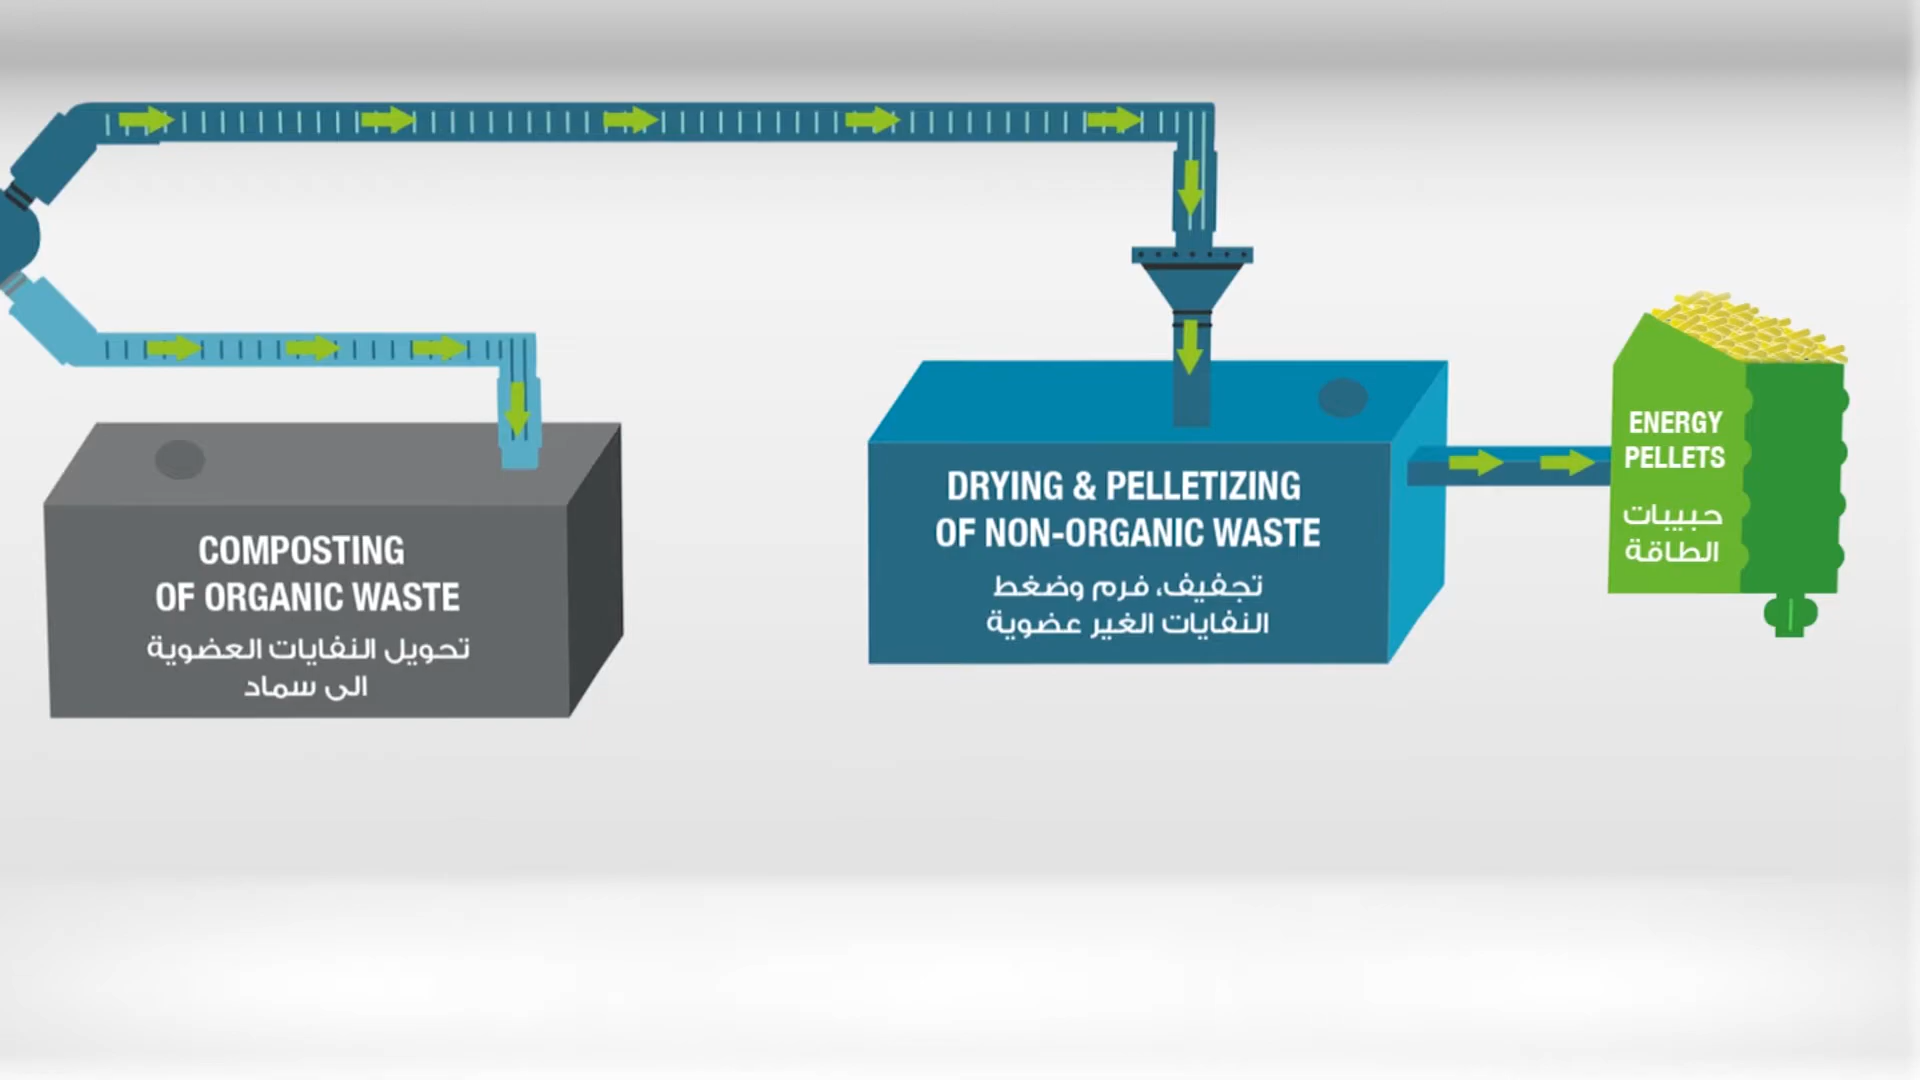 COMPOSTING
OF ORGANIC WASTE
تحويل النفايات العضوية
الى سماد
DRYING & PELLETIZING
OF NON-ORGANIC WASTE
تجفيف، فرم وضغط
النفايات الغير عضوية
ENERGY
PELLETS
حبيبات
الطاقة